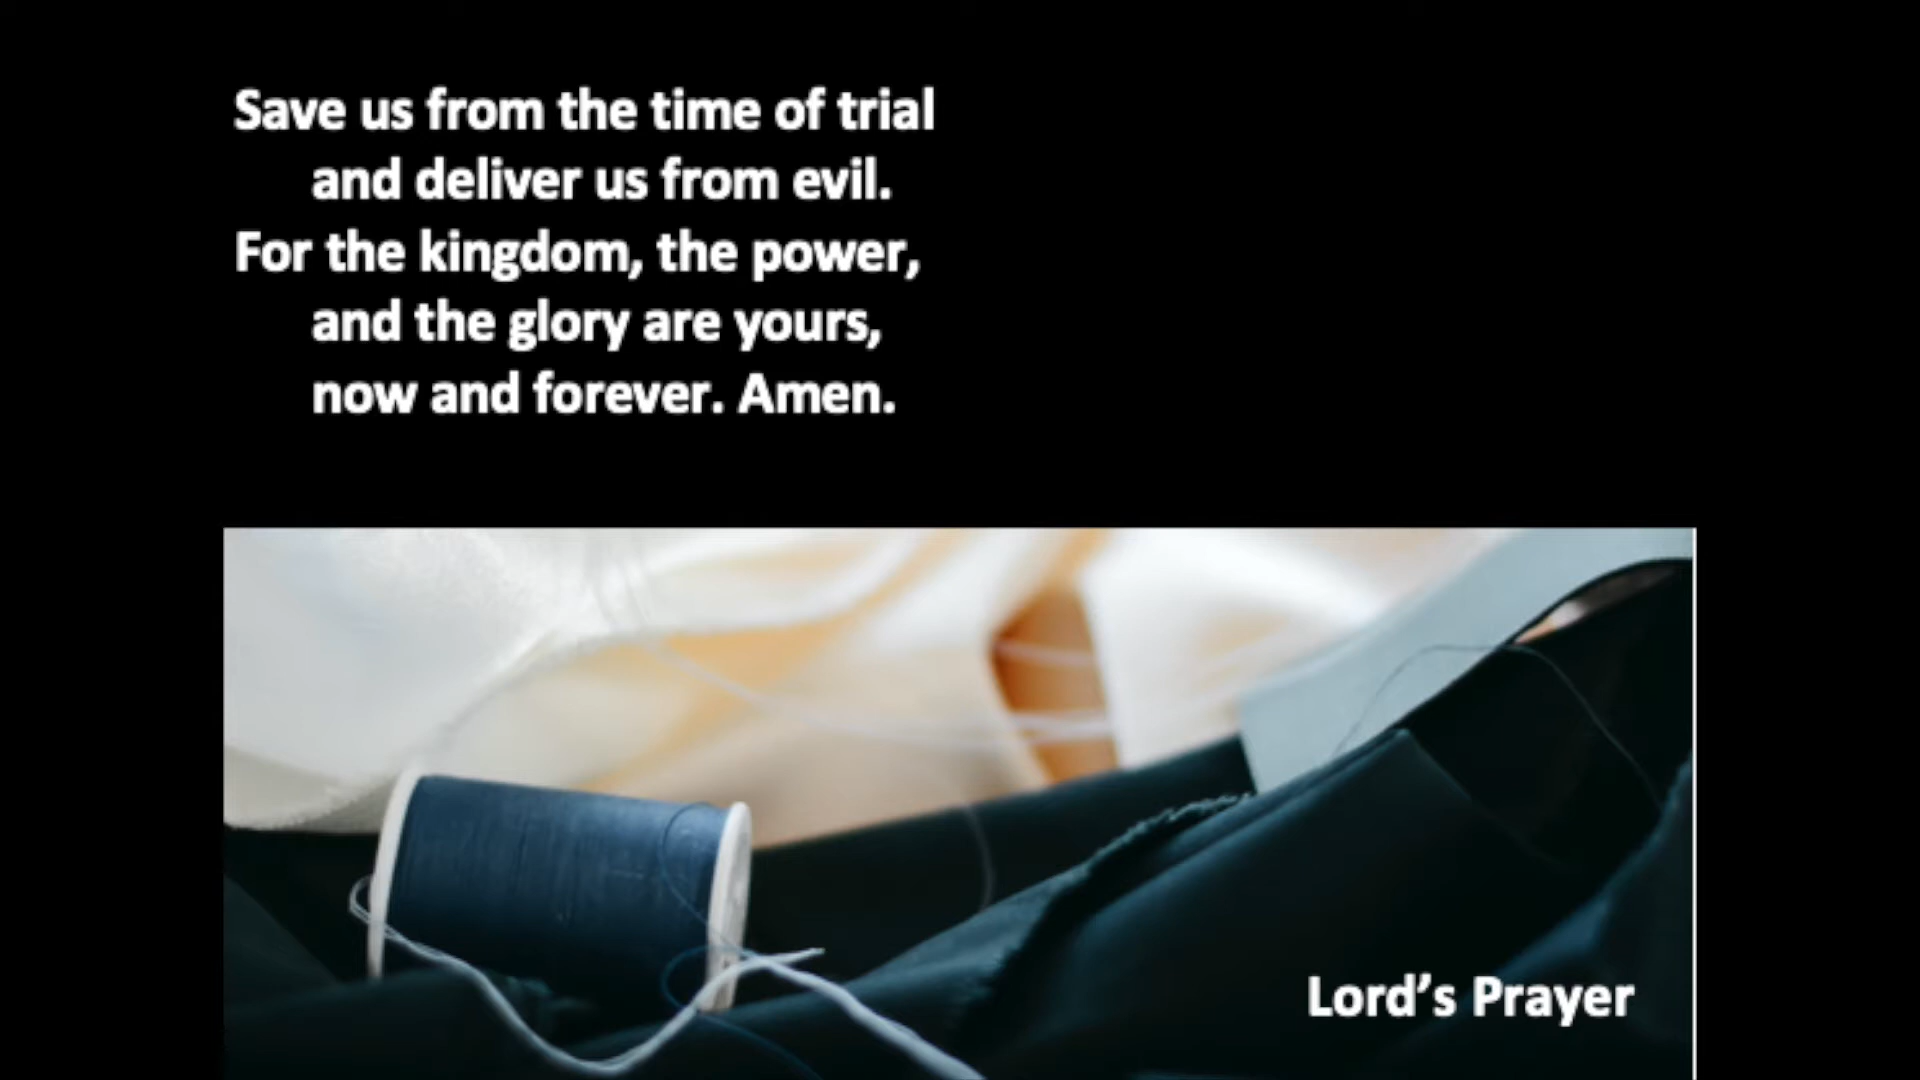 Save us from the time of trial
and deliver us from evil.
For the kingdom, the power,
and the glory are yours,
now and forever. Amen.
Lord’s Prayer